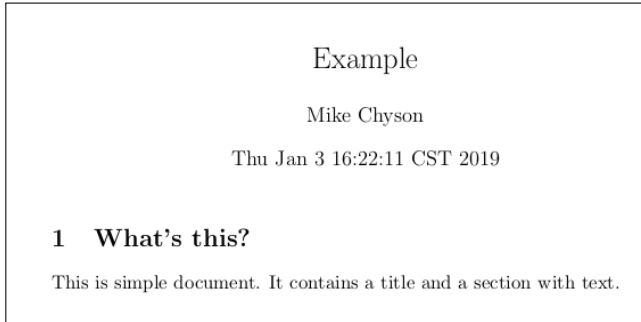 Example
Mike Chyson
Thu Jan 3 16:22:11 CST 2019
1 What's this?
This is simple document. It contains a title and a section with text.